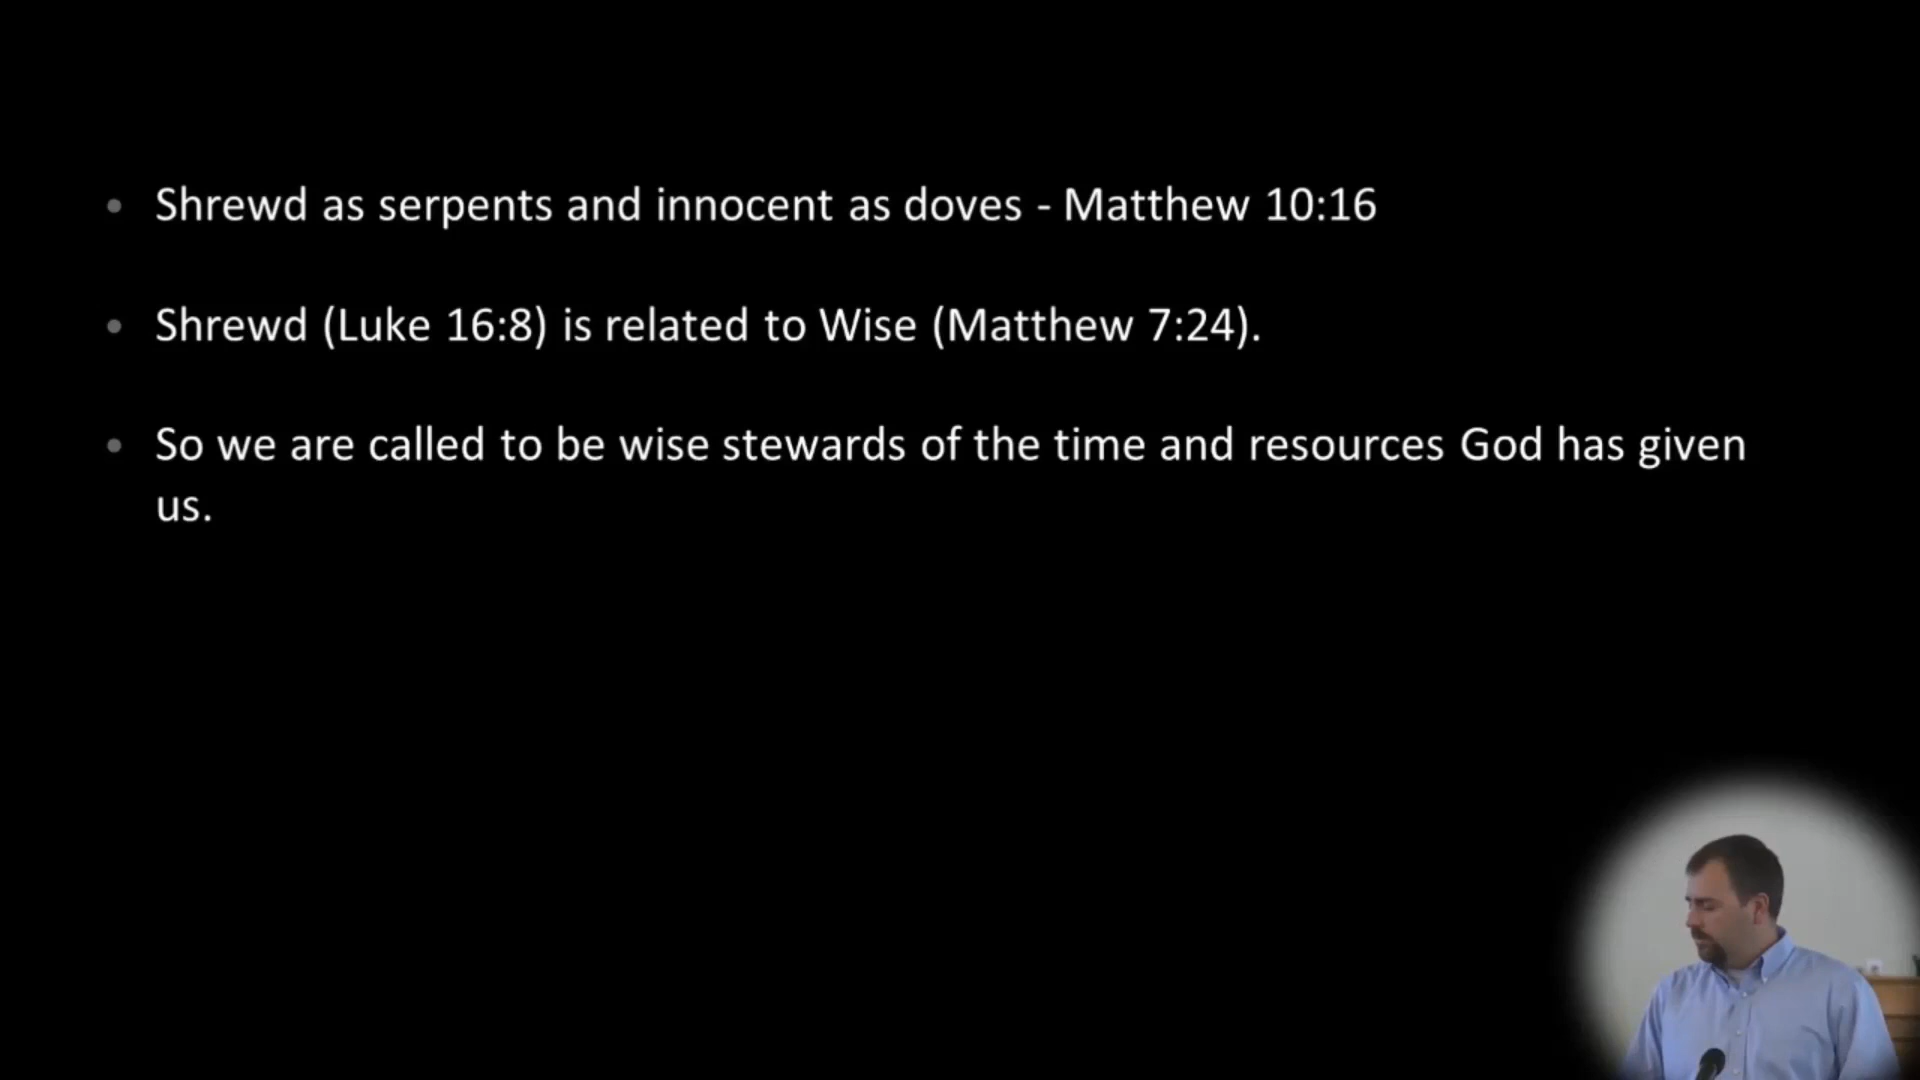 • Shrewd as serpents and innocent as doves - Matthew 10:16
• Shrewd (Luke 16:8) is related to Wise (Matthew 7:24).
• So we are called to be wise stewards of the time and resources God has given
us.